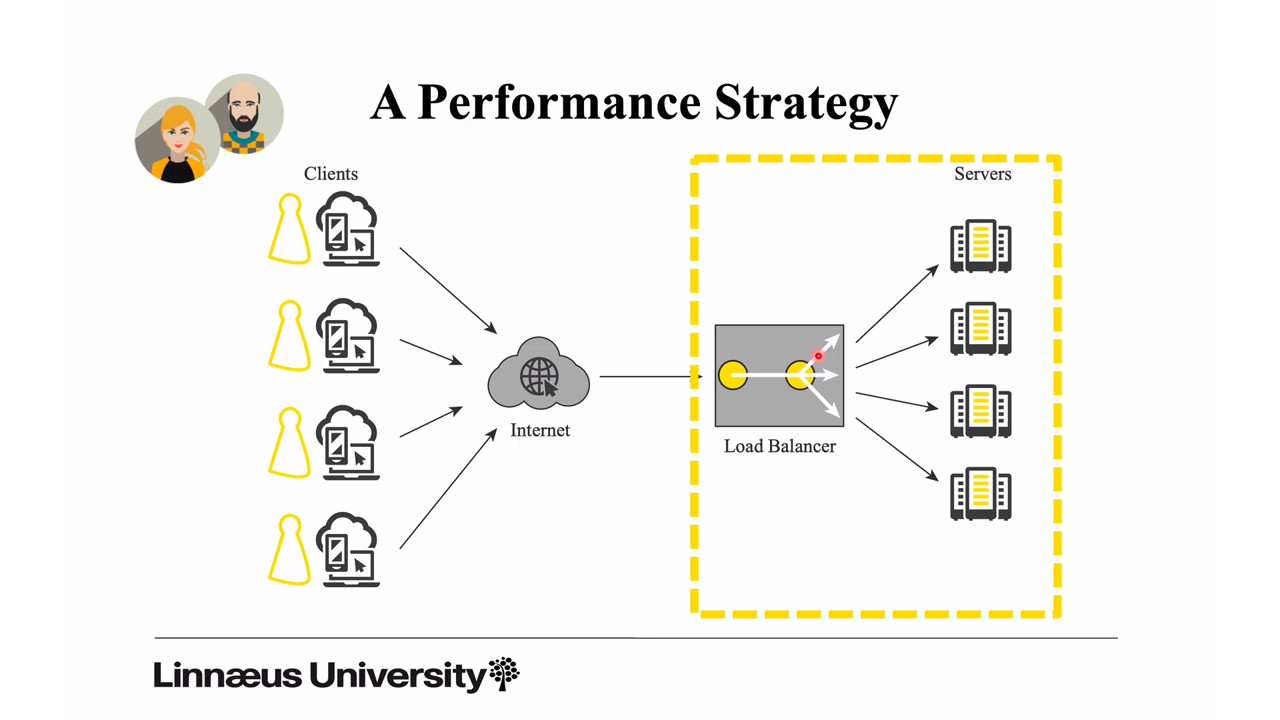 A Performance Strategy
Clients
Servers
Internet
Load Balancer
Linnæus University